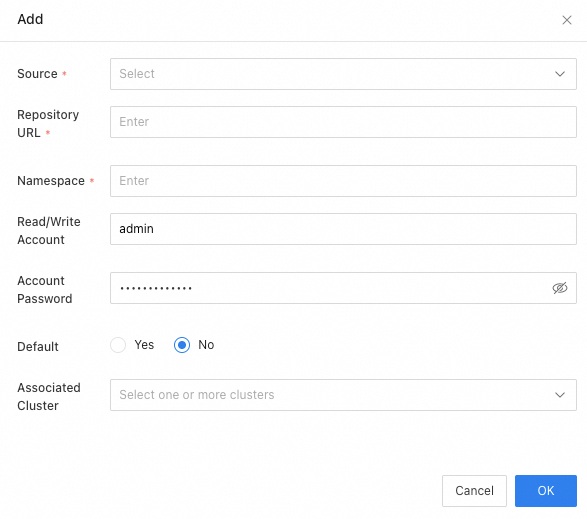 Add
Source *
Select
Repository
URL *
Enter
Namespace *
Enter
Read/Write
Account
admin
Account
Password
•••••••••••••
Default
Yes
No
Associated
Cluster
Select one or more clusters
Cancel
OK